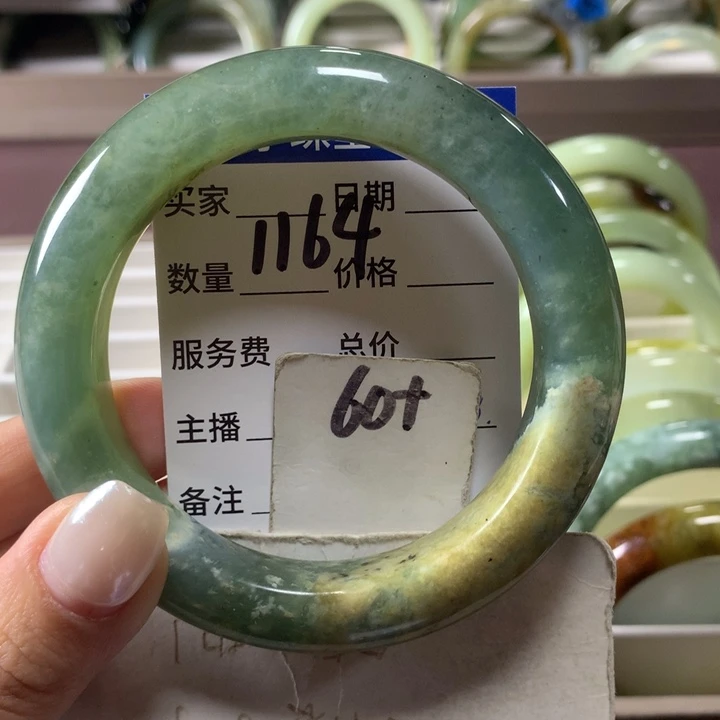 买家 日期
1164
数量 价格
服务费 总价
60+
主播
备注